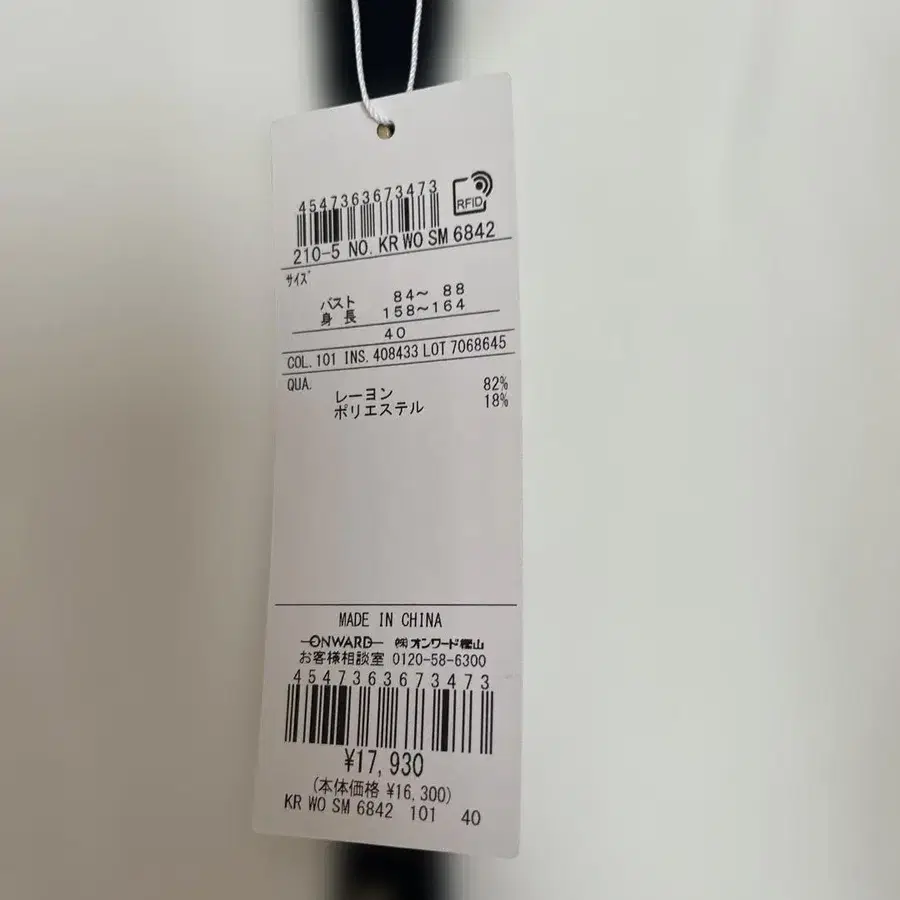 4547363673473
RFID
210-5 NO. KR WO SM 6842
サイズ
バスト 84～ 88
身長 158～164
40
COL. 101 INS. 408433 LOT 7068645
QUA.
レーヨン 82%
ポリエステル 18%
MADE IN CHINA
ONWARD ㈱オンワード樫山
お客様相談室 0120-58-6300
4547363673473
¥17,930
(本体価格 ¥16,300)
KR WO SM 6842 101 40